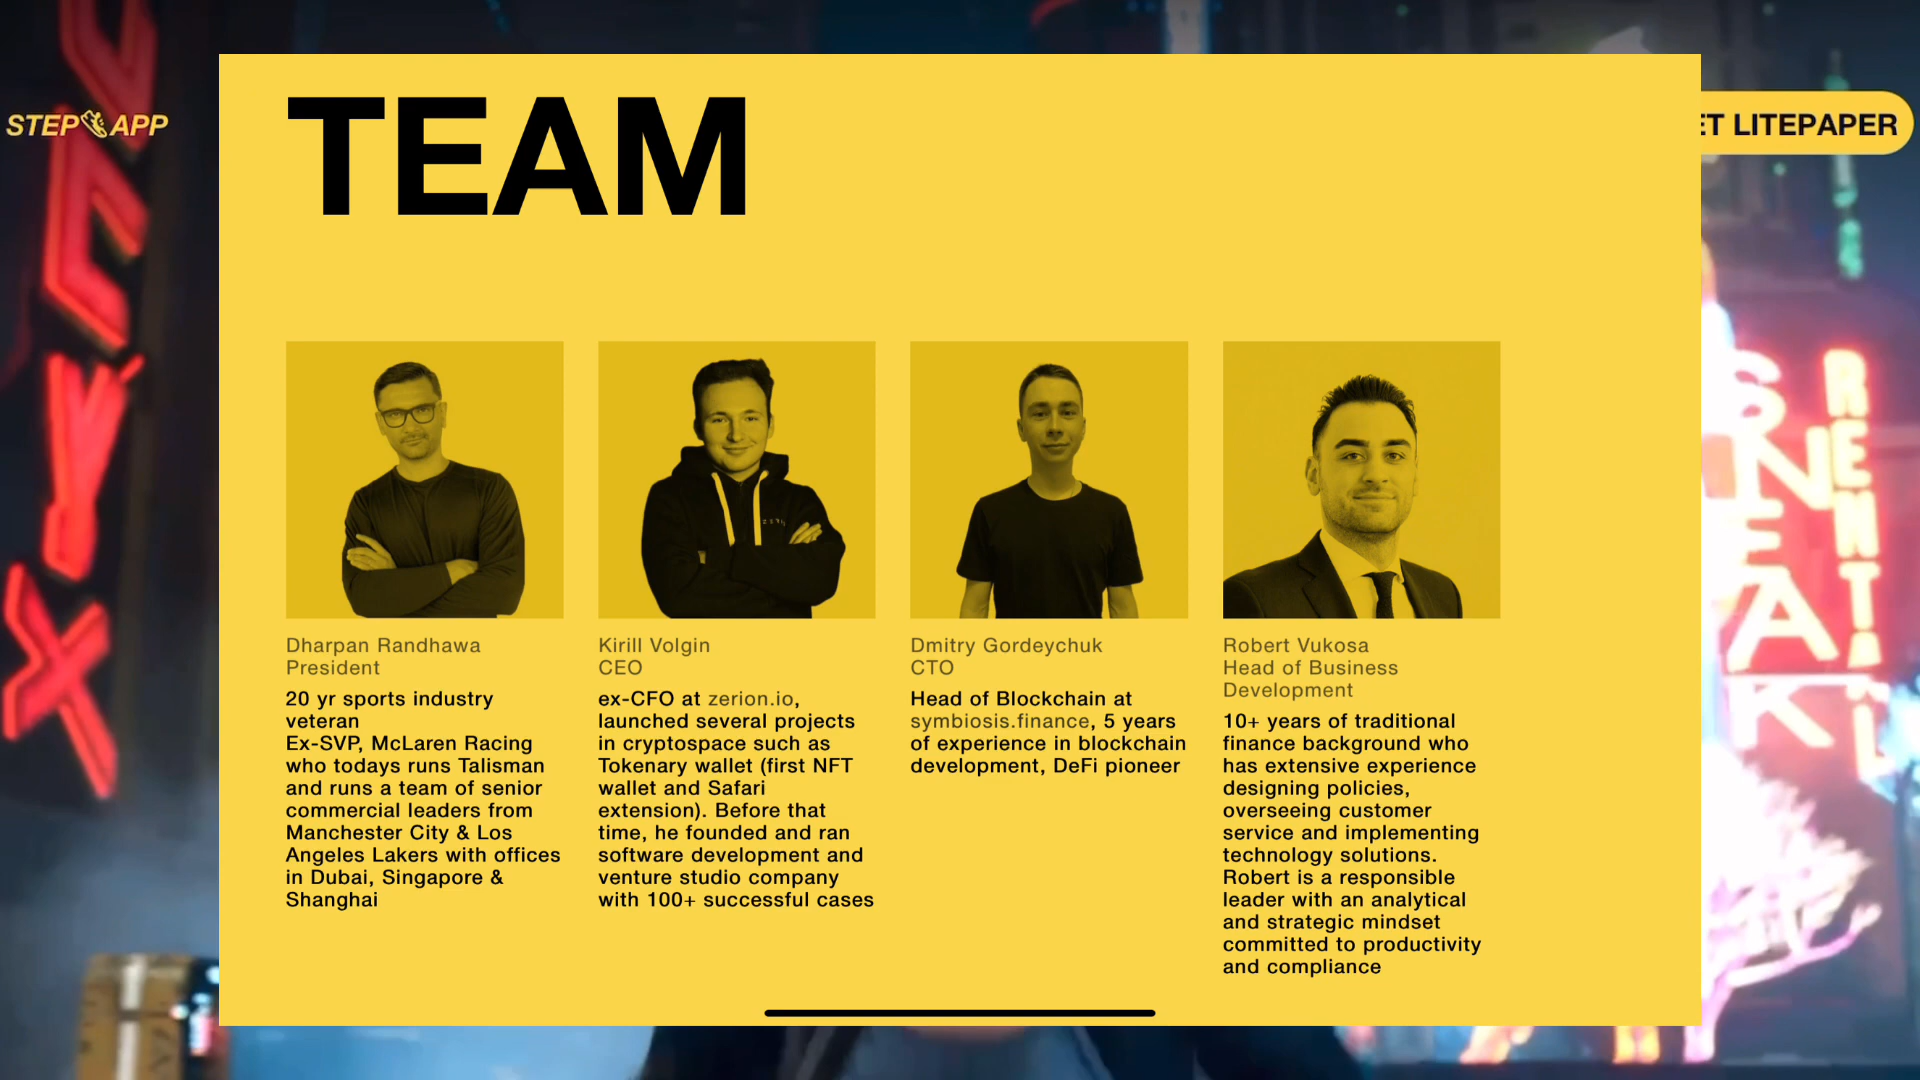 STEP APP
GET LITEPAPER
TEAM
Dharpan Randhawa
President
20 yr sports industry
veteran
Ex-SVP, McLaren Racing
who todays runs Talisman
and runs a team of senior
commercial leaders from
Manchester City & Los
Angeles Lakers with offices
in Dubai, Singapore &
Shanghai
Kirill Volgin
CEO
ex-CFO at zerion.io,
launched several projects
in cryptospace such as
Tokenary wallet (first NFT
wallet and Safari
extension). Before that
time, he founded and ran
software development and
venture studio company
with 100+ successful cases
Dmitry Gordeychuk
CTO
Head of Blockchain at
symbiosis.finance, 5 years
of experience in blockchain
development, DeFi pioneer
Robert Vukosa
Head of Business
Development
10+ years of traditional
finance background who
has extensive experience
designing policies,
overseeing customer
service and implementing
technology solutions.
Robert is a responsible
leader with an analytical
and strategic mindset
committed to productivity
and compliance
SNEAK
RENTAL